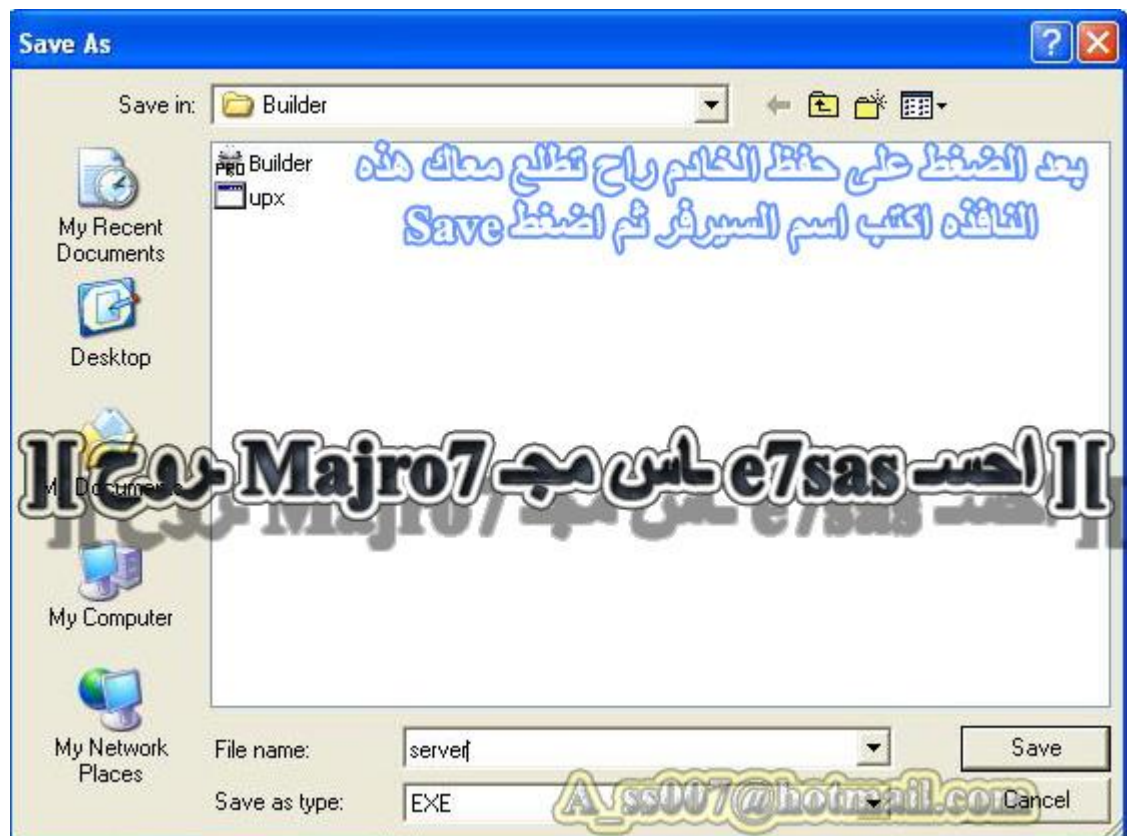 Save As
Save in: Builder
Builder
upx
بعد الضغط على حفظ الخادم راح تطلع معاك هذه
النافذه اكتب اسم السيرفر ثم اضغط Save
My Recent
Documents
Desktop
][ احسـ e7sas ـاس مجـ Majro7 ـروح ][
My Documents
My Computer
My Network
Places
File name: server
Save
Save as type: EXE
A_ss007@hotmail.com
Cancel